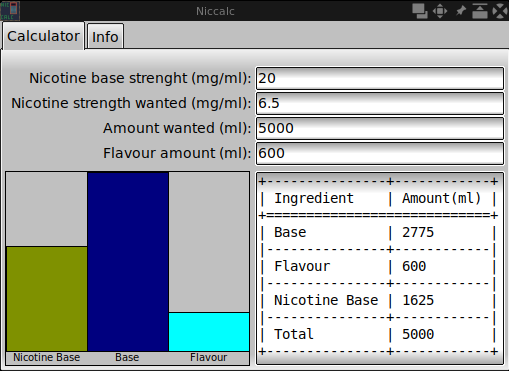 Niccalc
Calculator Info
Nicotine base strenght (mg/ml): 20
Nicotine strength wanted (mg/ml): 6.5
Amount wanted (ml): 5000
Flavour amount (ml): 600
+---------------+------------+
| Ingredient | Amount(ml) |
+============================+
| Base | 2775 |
|---------------+------------|
| Flavour | 600 |
|---------------+------------|
| Nicotine Base | 1625 |
|---------------+------------|
| Total | 5000 |
+---------------+------------+
Nicotine Base Base Flavour